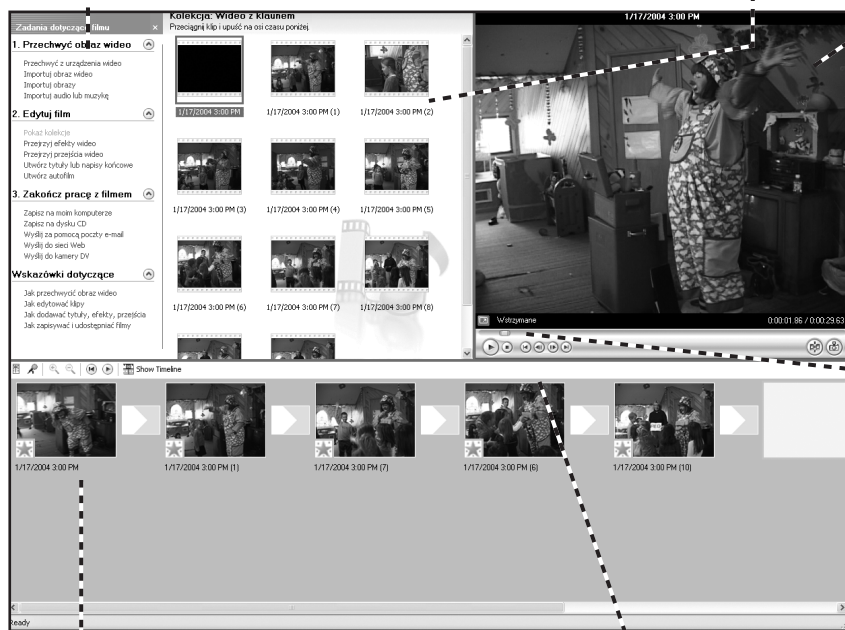 Zadania dotyczące filmu
1. Przechwyć obraz wideo
Przechwyć z urządzenia wideo
Importuj obraz wideo
Importuj obrazy
Importuj audio lub muzykę
2. Edytuj film
Pokaż kolekcje
Przejrzyj efekty wideo
Przejrzyj przejścia wideo
Utwórz tytuły lub napisy końcowe
Utwórz autofilm
3. Zakończ pracę z filmem
Zapisz na moim komputerze
Zapisz na dysku CD
Wyślij za pomocą poczty e-mail
Wyślij do sieci Web
Wyślij do kamery DV
Wskazówki dotyczące
Jak przechwycić obraz wideo
Jak edytować klipy
Jak dodawać tytuły, efekty, przejścia
Jak zapisywać i udostępniać filmy
Kolekcja: Wideo z klaunem
Przeciągnij klip i upuść na osi czasu poniżej.
1/17/2004 3:00 PM
1/17/2004 3:00 PM (1)
1/17/2004 3:00 PM (2)
1/17/2004 3:00 PM (3)
1/17/2004 3:00 PM (4)
1/17/2004 3:00 PM (5)
1/17/2004 3:00 PM (6)
1/17/2004 3:00 PM (7)
1/17/2004 3:00 PM (8)
1/17/2004 3:00 PM
Wstrzymane
0:00:01.86 / 0:00:29.63
Show Timeline
1/17/2004 3:00 PM
1/17/2004 3:00 PM (1)
1/17/2004 3:00 PM (7)
1/17/2004 3:00 PM (6)
1/17/2004 3:00 PM (10)
Ready